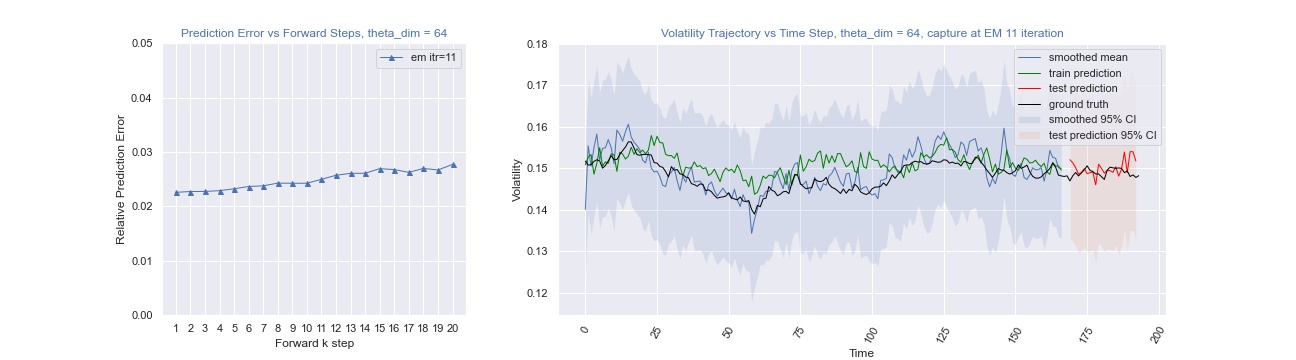 Prediction Error vs Forward Steps, theta_dim = 64
0.05
0.04
0.03
0.02
0.01
0.00
Relative Prediction Error
em itr=11
1 2 3 4 5 6 7 8 9 10 11 12 13 14 15 16 17 18 19 20
Forward k step
Volatility Trajectory vs Time Step, theta_dim = 64, capture at EM 11 iteration
0.18
0.17
0.16
0.15
0.14
0.13
0.12
Volatility
smoothed mean
train prediction
test prediction
ground truth
smoothed 95% CI
test prediction 95% CI
0 25 50 75 100 125 150 175 200
Time